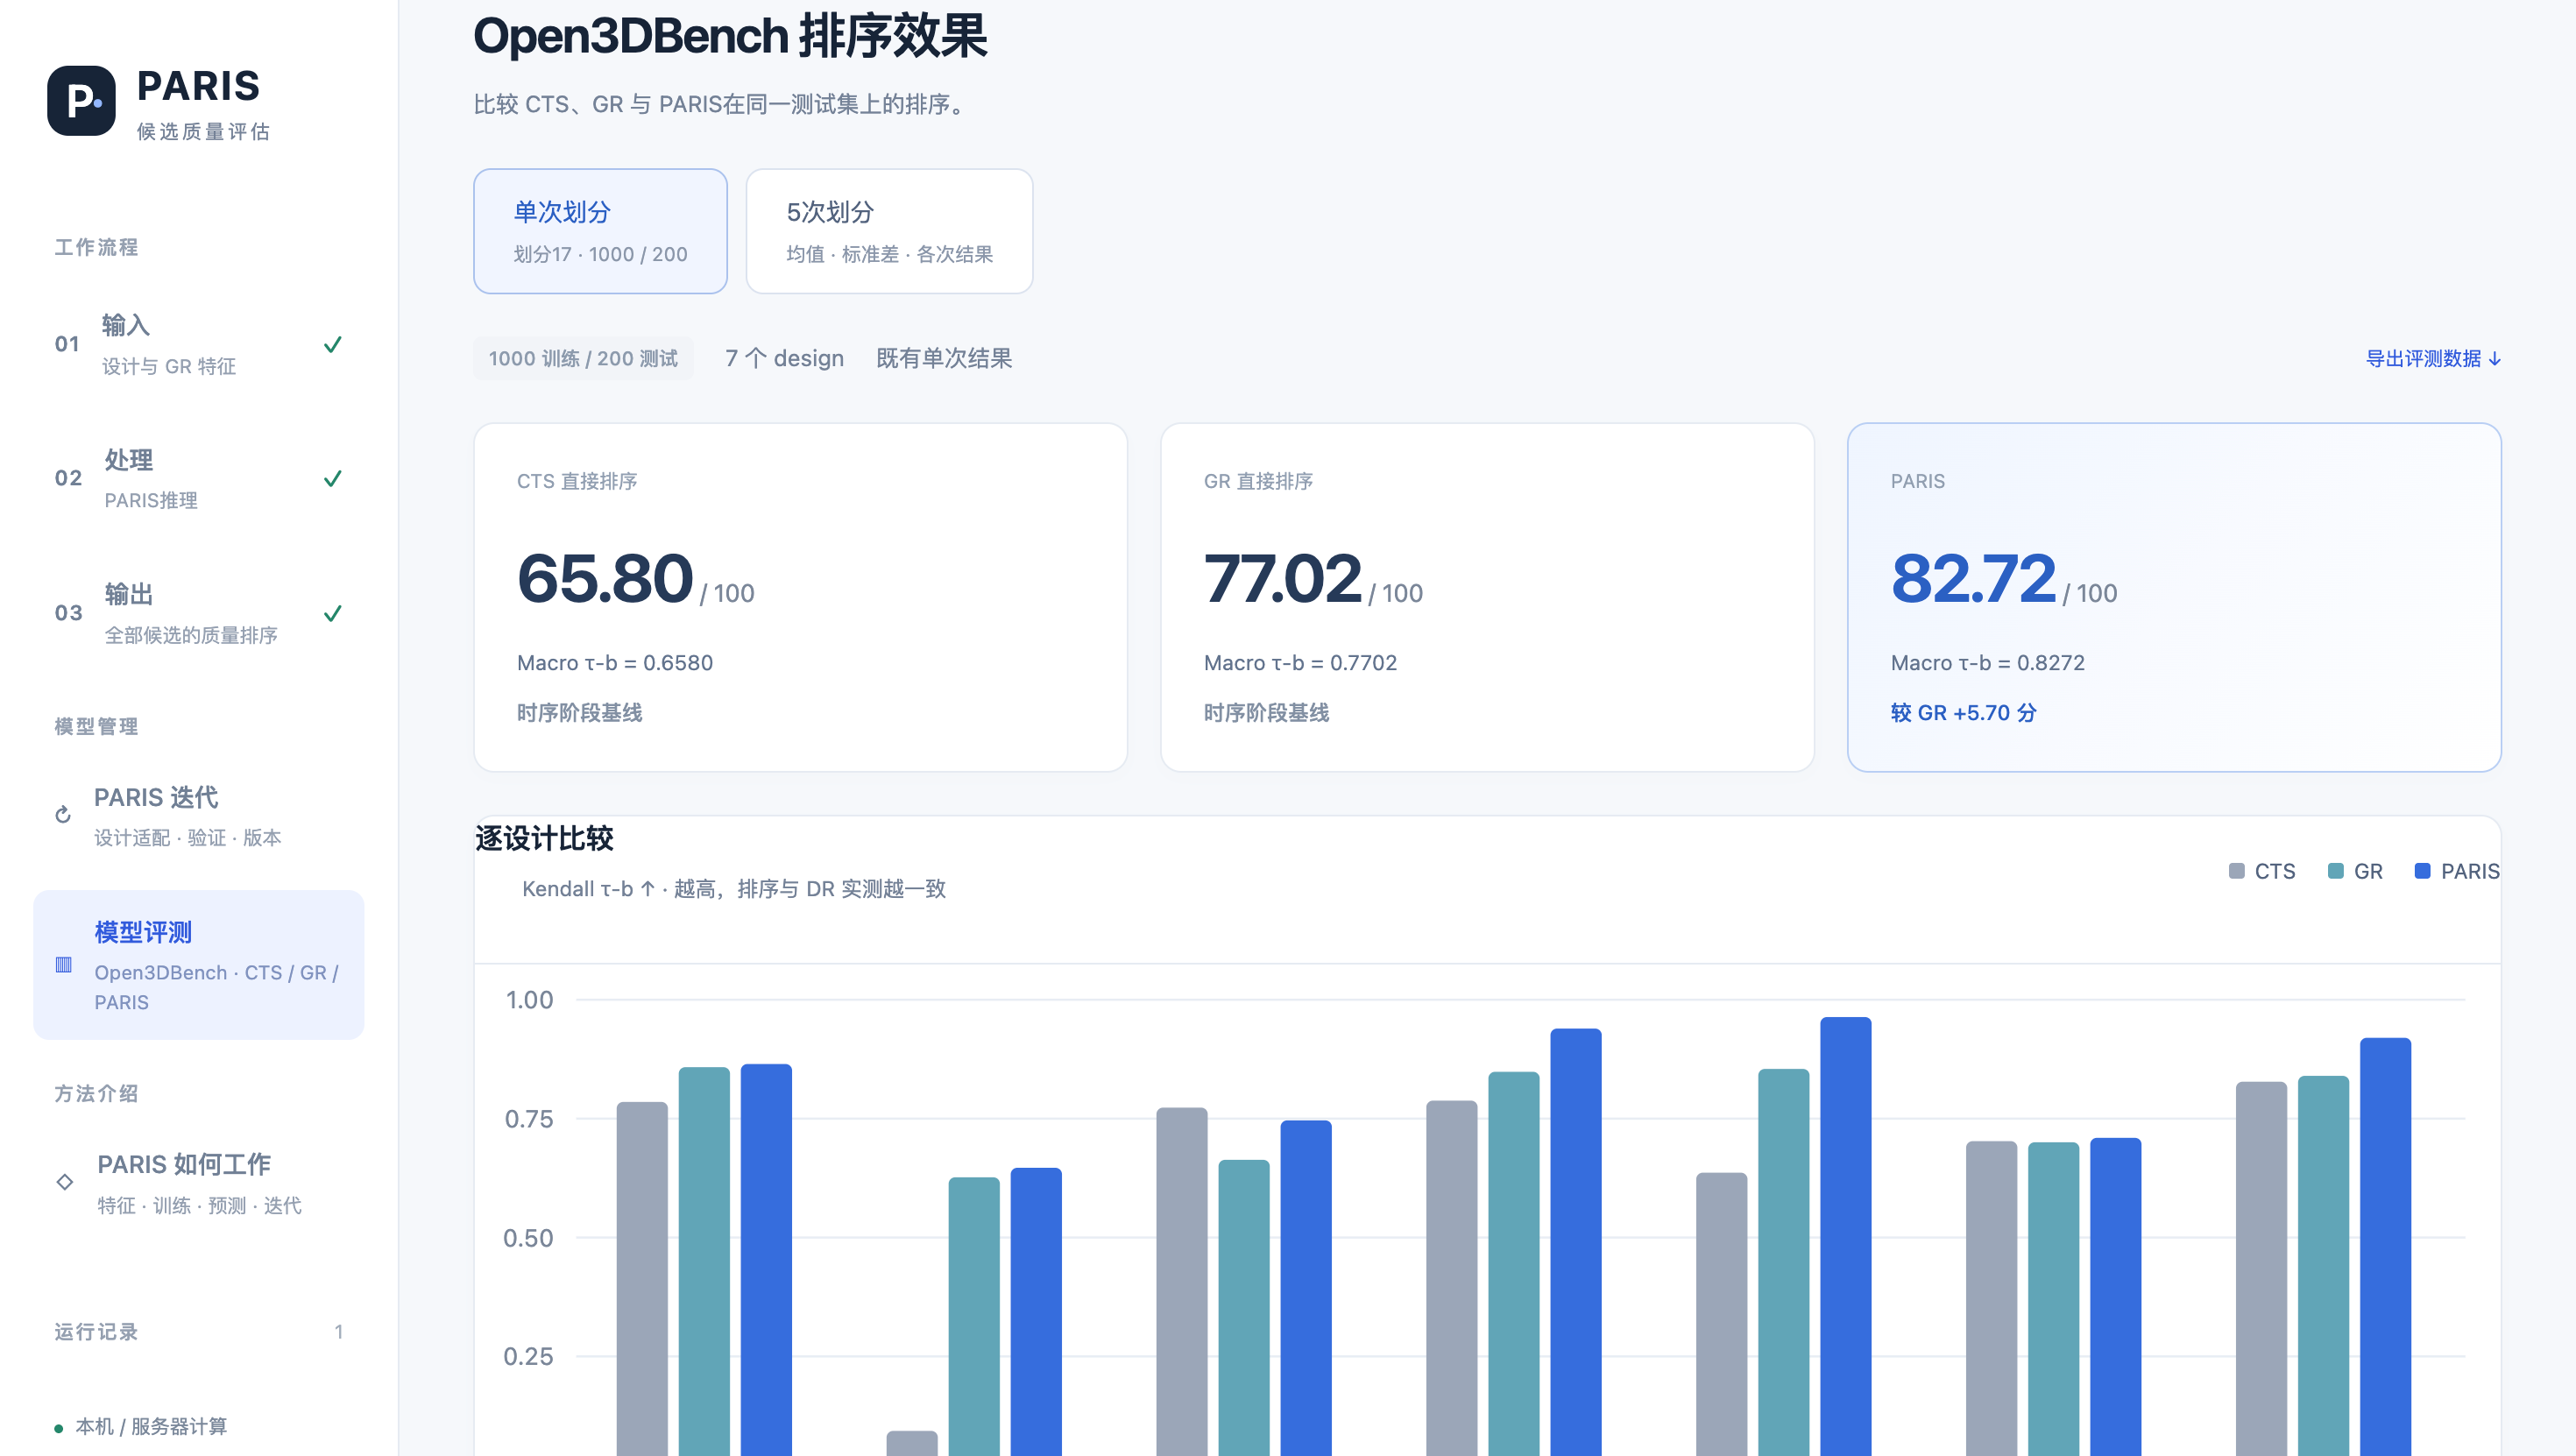 P
PARIS
候选质量评估
工作流程
01
输入
设计与 GR 特征
02
处理
PARIS推理
03
输出
全部候选的质量排序
模型管理
PARIS 迭代
设计适配 · 验证 · 版本
模型评测
Open3DBench · CTS / GR /
PARIS
方法介绍
PARIS 如何工作
特征 · 训练 · 预测 · 迭代
运行记录 1
本机 / 服务器计算
Open3DBench 排序效果
比较 CTS、GR 与 PARIS在同一测试集上的排序。
单次划分
划分17 · 1000 / 200
5次划分
均值 · 标准差 · 各次结果
1000 训练 / 200 测试 7 个 design 既有单次结果 导出评测数据 ↓
CTS 直接排序
65.80 / 100
Macro τ-b = 0.6580
时序阶段基线
GR 直接排序
77.02 / 100
Macro τ-b = 0.7702
时序阶段基线
PARIS
82.72 / 100
Macro τ-b = 0.8272
较 GR +5.70 分
逐设计比较
Kendall τ-b ↑ · 越高，排序与 DR 实测越一致
CTS GR PARIS
1.00
0.75
0.50
0.25